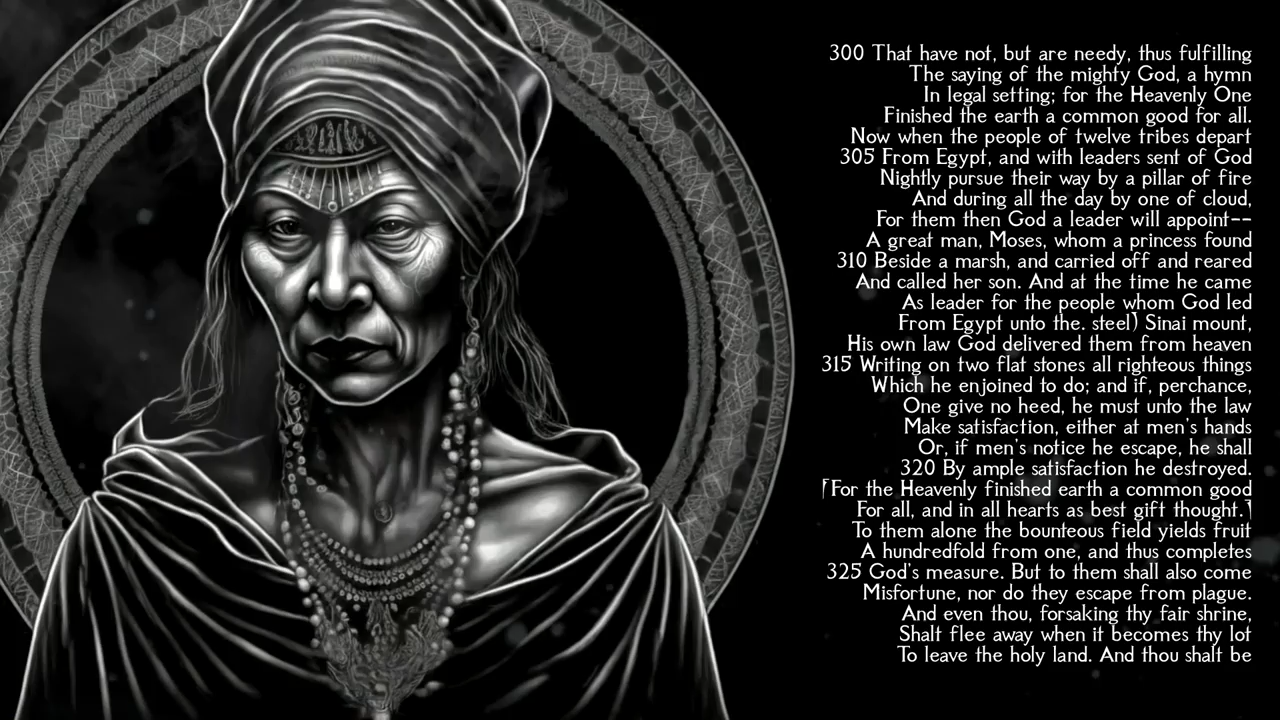 300 That have not, but are needy, thus fulfilling
The saying of the mighty God, a hymn
In legal setting; for the Heavenly One
Finished the earth a common good for all.
Now when the people of twelve tribes depart
305 From Egypt, and with leaders sent of God
Nightly pursue their way by a pillar of fire
And during all the day by one of cloud,
For them then God a leader will appoint--
A great man, Moses, whom a princess found
310 Beside a marsh, and carried off and reared
And called her son. And at the time he came
As leader for the people whom God led
From Egypt unto the. steel) Sinai mount,
His own law God delivered them from heaven
315 Writing on two flat stones all righteous things
Which he enjoined to do; and if, perchance,
One give no heed, he must unto the law
Make satisfaction, either at men's hands
Or, if men's notice he escape, he shall
320 By ample satisfaction he destroyed.
⌈For the Heavenly finished earth a common good
For all, and in all hearts as best gift thought.⌉
To them alone the bounteous field yields fruit
A hundredfold from one, and thus completes
325 God's measure. But to them shall also come
Misfortune, nor do they escape from plague.
And even thou, forsaking thy fair shrine,
Shalt flee away when it becomes thy lot
To leave the holy land. And thou shalt be